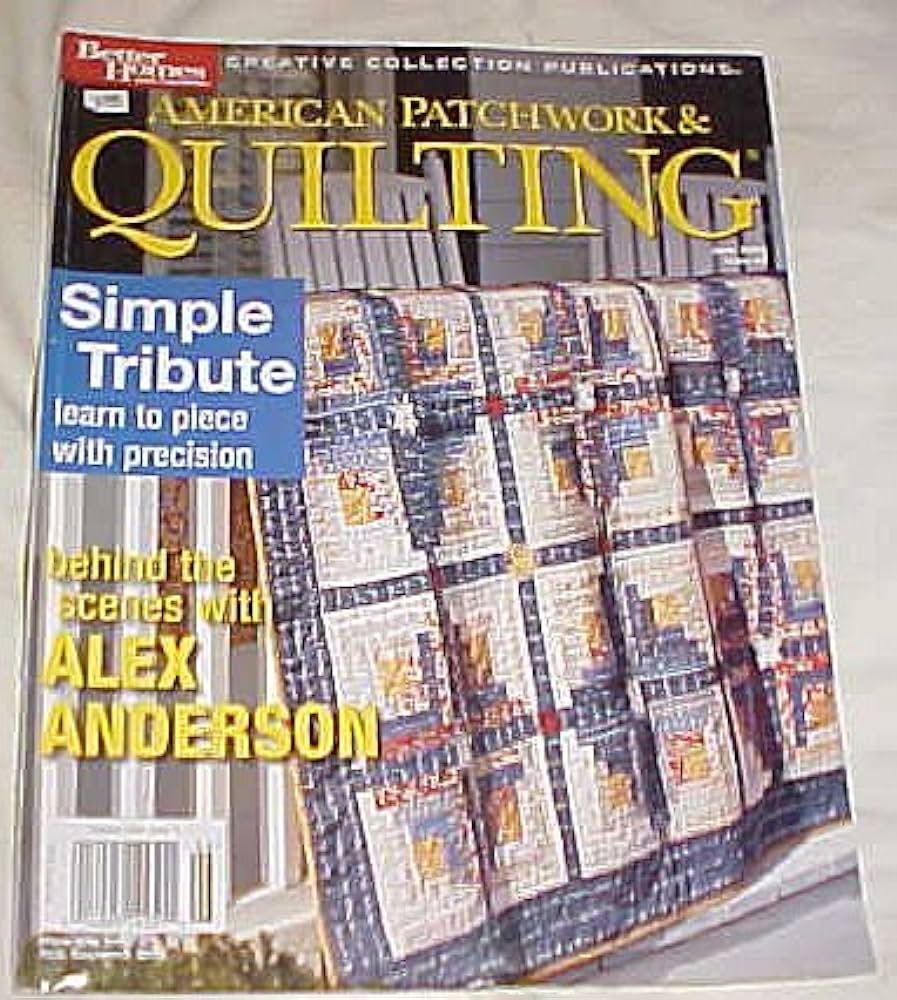 Better
Homes
CREATIVE COLLECTION PUBLICATIONS
AMERICAN PATCHWORK &
QUILTING
Simple
Tribute
learn to piece
with precision
behind the
scenes with
ALEX
ANDERSON